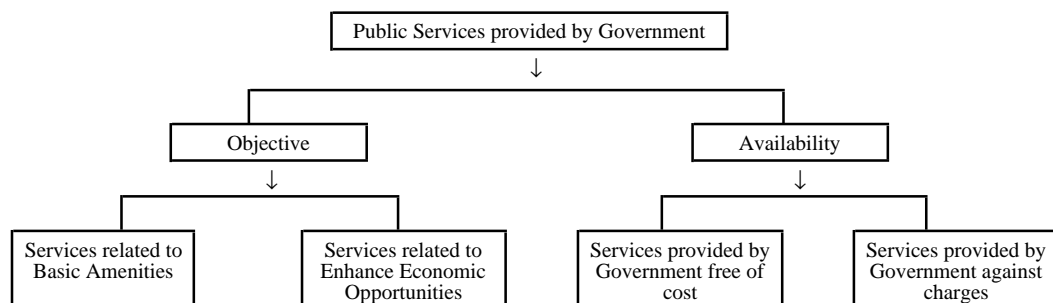 Public Services provided by Government
↓
Objective
Availability
↓
↓
Services related to
Basic Amenities
Services related to
Enhance Economic
Opportunities
Services provided by
Government free of
cost
Services provided by
Government against
charges